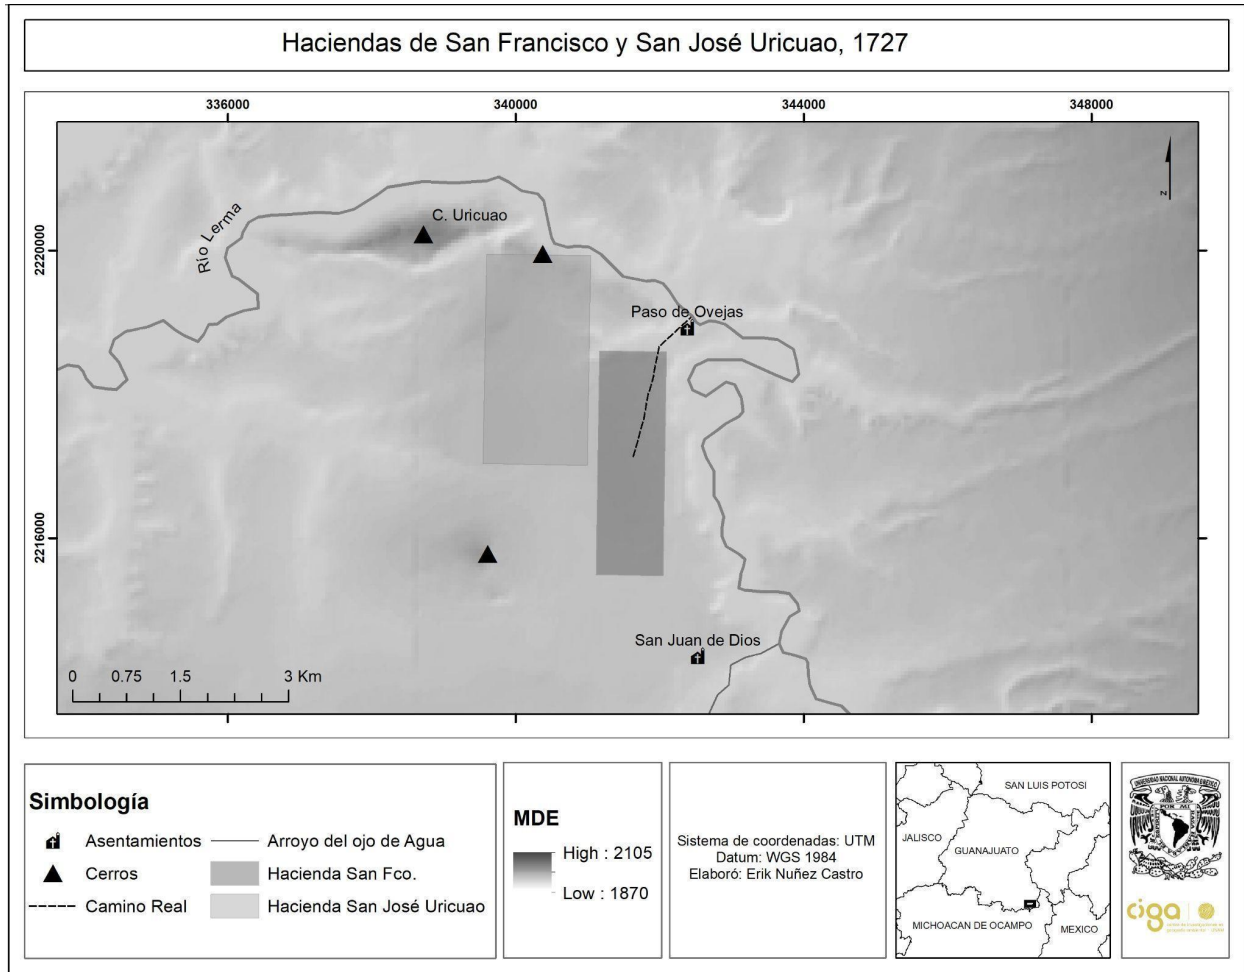 Haciendas de San Francisco y San José Uricuao, 1727
336000
340000
344000
348000
2220000
2216000
z
Río Lerma
C. Uricuao
Paso de Ovejas
San Juan de Dios
0 0.75 1.5 3 Km
Simbología
Asentamientos
Arroyo del ojo de Agua
Cerros
Hacienda San Fco.
Camino Real
Hacienda San José Uricuao
MDE
High : 2105
Low : 1870
Sistema de coordenadas: UTM
Datum: WGS 1984
Elaboró: Erik Nuñez Castro
SAN LUIS POTOSI
JALISCO
GUANAJUATO
MICHOACAN DE OCAMPO
MEXICO
POR MI
ciga